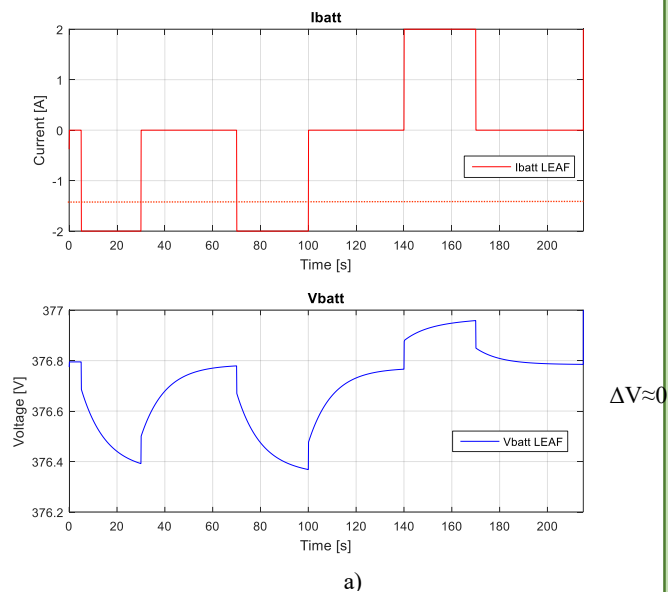 Ibatt
2
1
0
-1
-2
Current [A]
Ibatt LEAF
0 20 40 60 80 100 120 140 160 180 200
Time [s]
Vbatt
377
376.8
376.6
376.4
376.2
Voltage [V]
Vbatt LEAF
ΔV≈0
0 20 40 60 80 100 120 140 160 180 200
Time [s]
a)